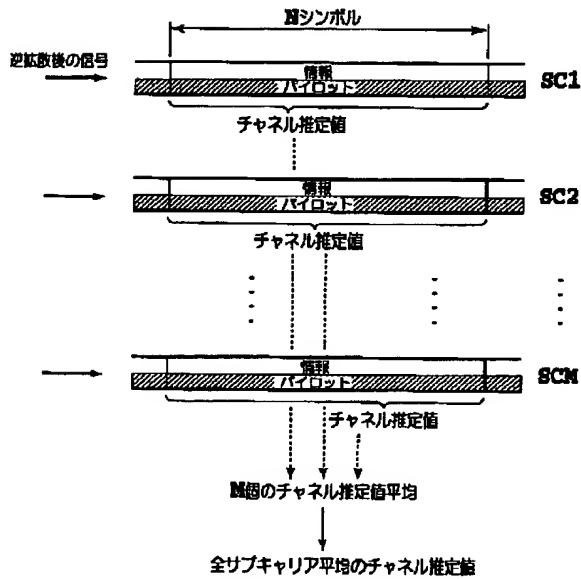 Nシンボル
逆拡散後の信号
情報
パイロット
SC1
チャネル推定値
情報
パイロット
SC2
チャネル推定値
情報
パイロット
SCM
チャネル推定値
M個のチャネル推定値平均
全サブキャリア平均のチャネル推定値